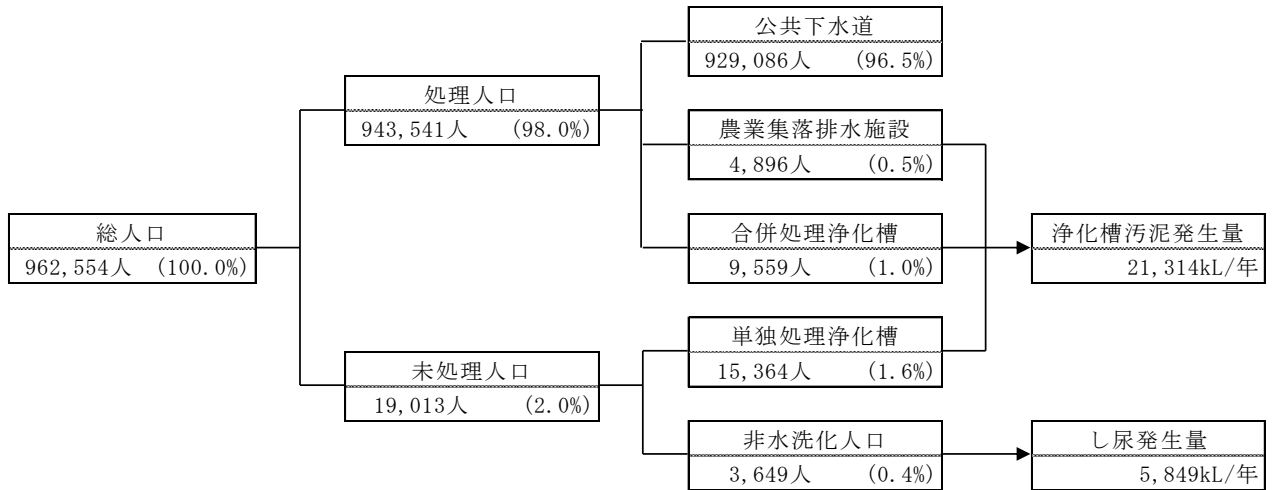 公共下水道
929,086人 (96.5%)
処理人口
943,541人 (98.0%)
農業集落排水施設
4,896人 (0.5%)
総人口
962,554人 (100.0%)
合併処理浄化槽
9,559人 (1.0%)
浄化槽汚泥発生量
21,314kL/年
単独処理浄化槽
15,364人 (1.6%)
未処理人口
19,013人 (2.0%)
非水洗化人口
3,649人 (0.4%)
し尿発生量
5,849kL/年